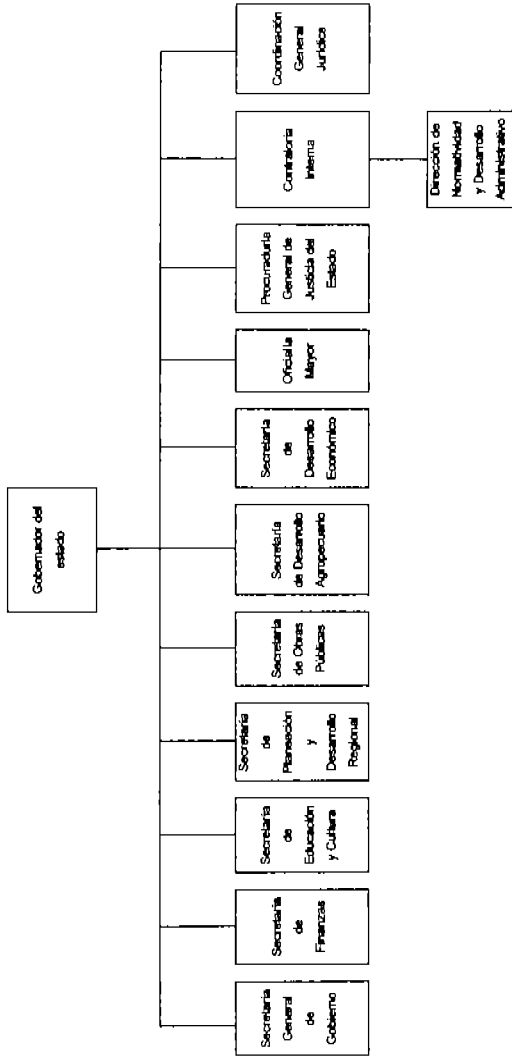 Gobernador del
estado
Secretaría
General
de
Gobierno
Secretaría
de
Finanzas
Secretaría
de
Educación
y Cultura
Secretaría
de
Planeación
y
Desarrollo
Regional
Secretaría
de Obras
Públicas
Secretaría
de Desarrollo
Agropecuario
Secretaría
de
Desarrollo
Económico
Oficialía
Mayor
Procuraduría
General de
Justicia del
Estado
Contraloría
Interna
Coordinación
General
Jurídica
Dirección de
Normatividad
y Desarrollo
Administrativo